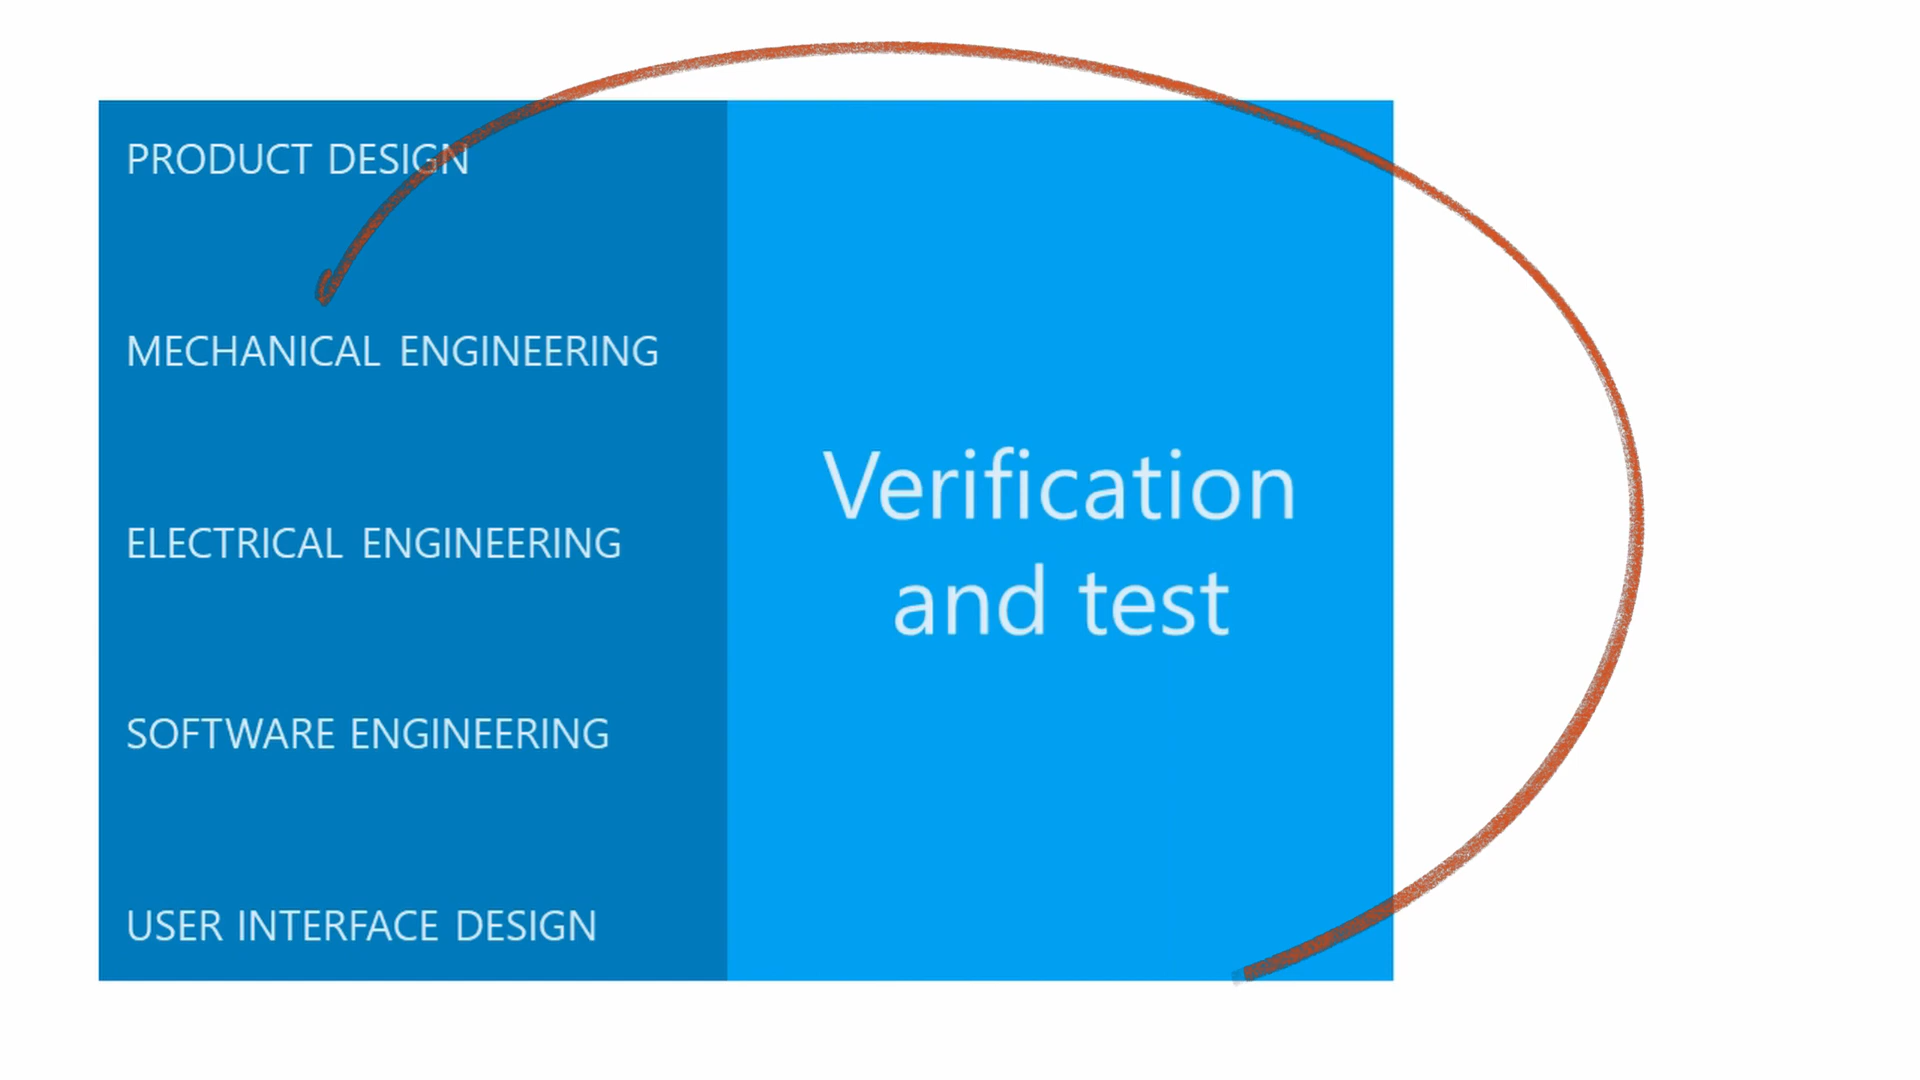 PRODUCT DESIGN
MECHANICAL ENGINEERING
ELECTRICAL ENGINEERING
SOFTWARE ENGINEERING
USER INTERFACE DESIGN
Verification
and test